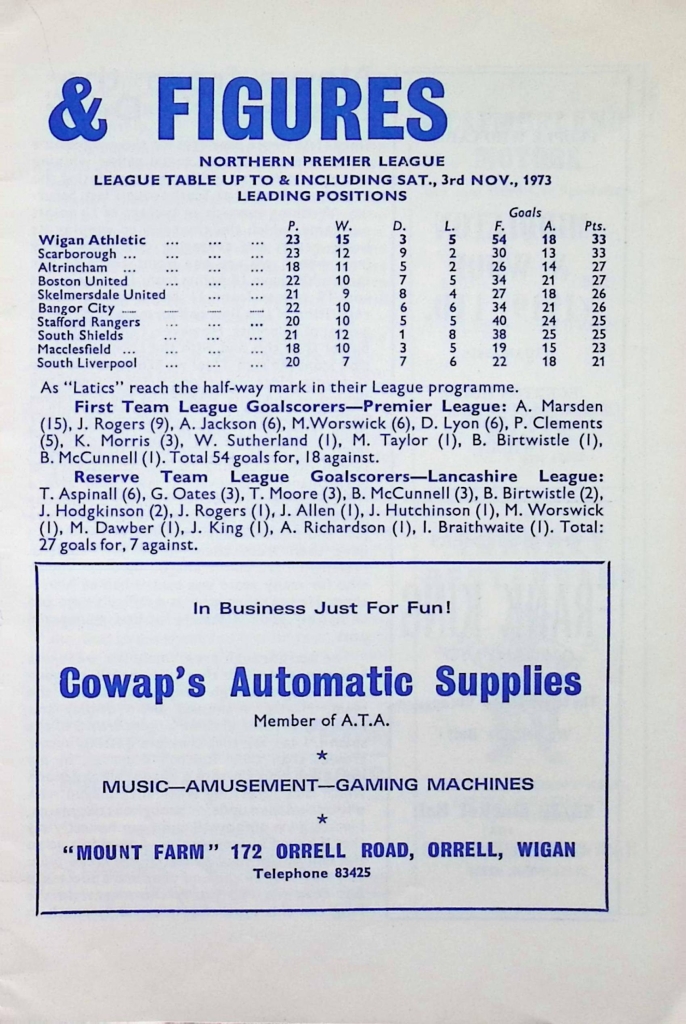 & FIGURES
NORTHERN PREMIER LEAGUE
LEAGUE TABLE UP TO & INCLUDING SAT., 3rd NOV., 1973
LEADING POSITIONS
Goals
P. W. D. L. F. A. Pts.
Wigan Athletic ... ... ... 23 15 3 5 54 18 33
Scarborough ... ... ... 23 12 9 2 30 13 33
Altrincham ... ... ... 18 11 5 2 26 14 27
Boston United ... ... ... 22 10 7 5 34 21 27
Skelmersdale United ... ... 21 9 8 4 27 18 26
Bangor City — — — 22 10 6 6 34 21 26
Stafford Rangers ... ... ... 20 10 5 5 40 24 25
South Shields ... ... ... 21 12 1 8 38 25 25
Macclesfield ... ... ... 18 10 3 5 19 15 23
South Liverpool ... ... ... 20 7 7 6 22 18 21
As "Latics" reach the half-way mark in their League programme.
First Team League Goalscorers—Premier League: A. Marsden
(15), J. Rogers (9), A. Jackson (6), M.Worswick (6), D. Lyon (6), P. Clements
(5), K. Morris (3), W. Sutherland (1), M. Taylor (1), B. Birtwistle (1),
B. McCunnell (1). Total 54 goals for, 18 against.
Reserve Team League Goalscorers—Lancashire League:
T. Aspinall (6), G. Oates (3), T. Moore (3), B. McCunnell (3), B. Birtwistle (2),
J. Hodgkinson (2), J. Rogers (1), J. Allen (1), J. Hutchinson (1), M. Worswick
(1), M. Dawber (1), J. King (1), A. Richardson (1), I. Braithwaite (1). Total:
27 goals for, 7 against.
In Business Just For Fun!
Cowap's Automatic Supplies
Member of A.T.A.
*
MUSIC—AMUSEMENT—GAMING MACHINES
*
"MOUNT FARM" 172 ORRELL ROAD, ORRELL, WIGAN
Telephone 83425